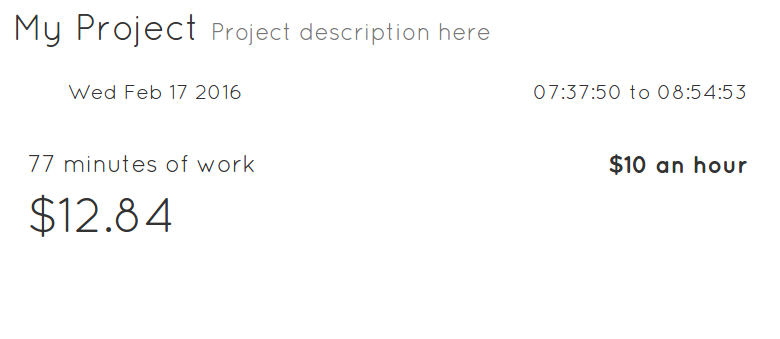 My Project Project description here
Wed Feb 17 2016 07:37:50 to 08:54:53
77 minutes of work $10 an hour
$12.84